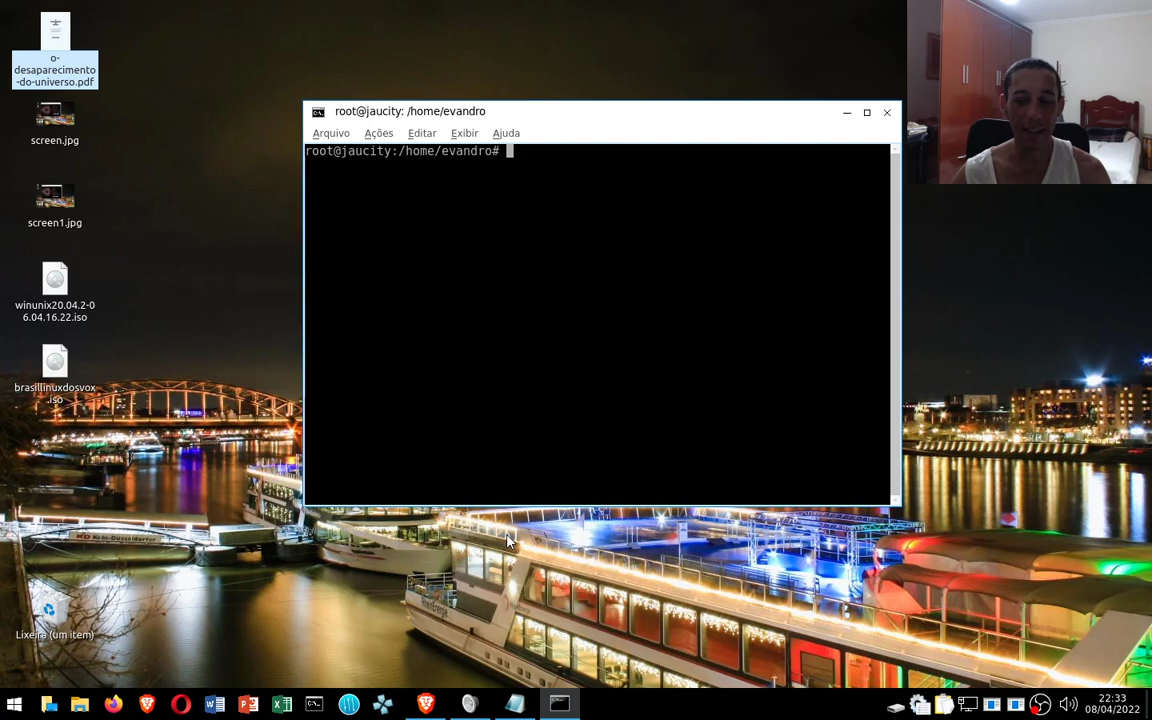 o-
desaparecimento
-do-universo.pdf
screen.jpg
screen1.jpg
winunix20.04.2-0
6.04.16.22.iso
brasillinuxdosvox
.iso
Lixeira (um item)
root@jaucity: /home/evandro
Arquivo Ações Editar Exibir Ajuda
root@jaucity:/home/evandro#
22:33
08/04/2022